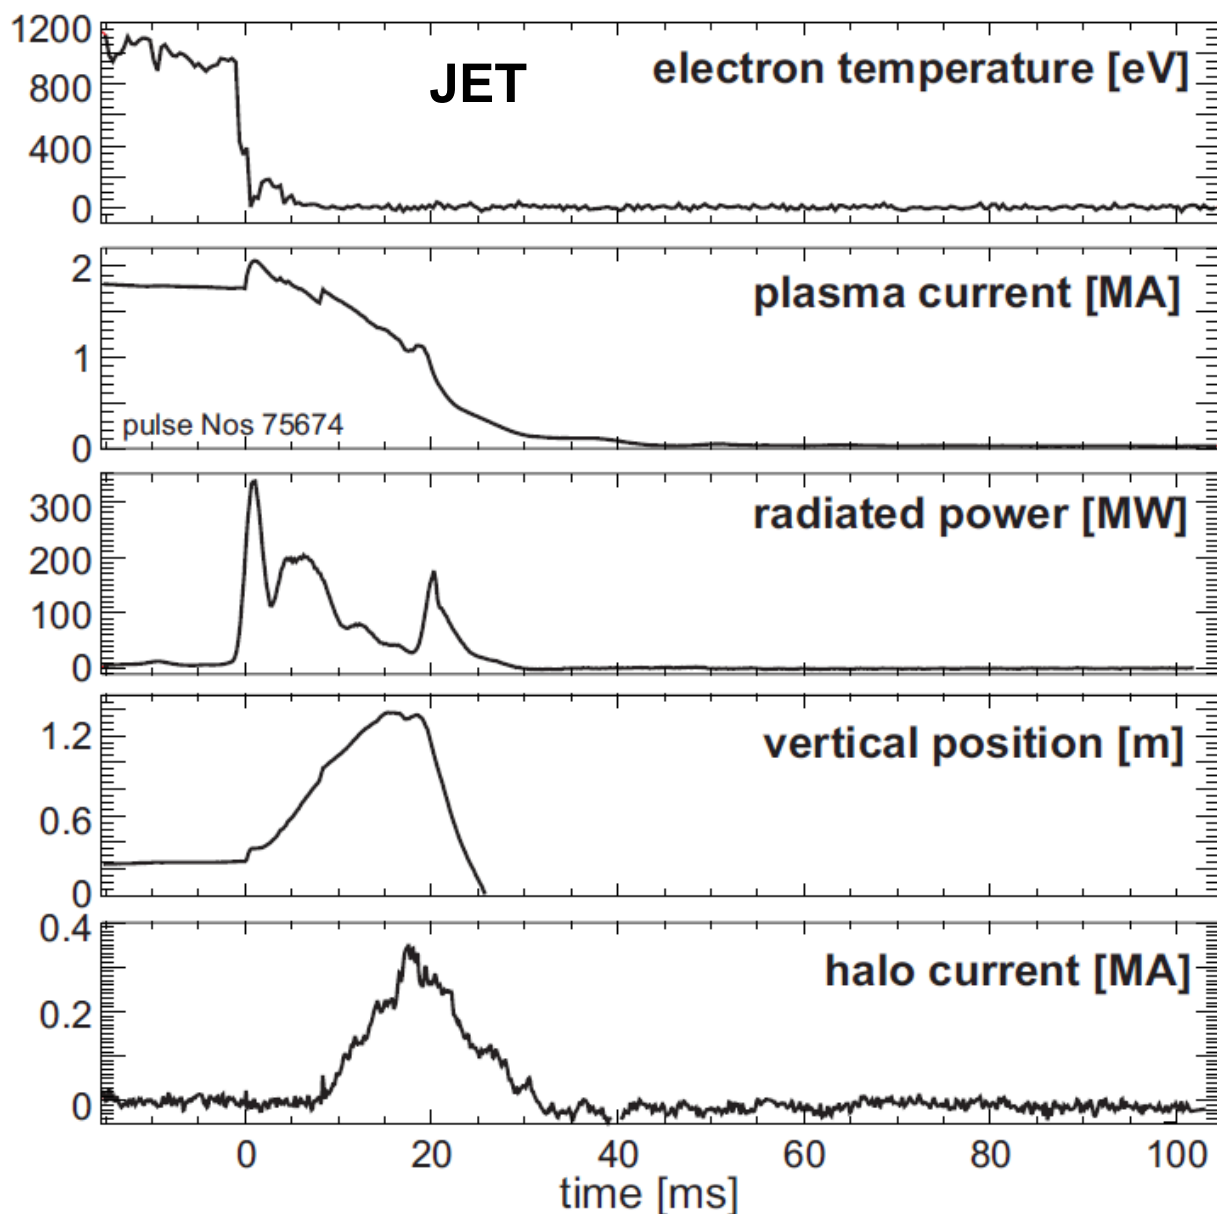 1200
800
400
0
JET
electron temperature [eV]
2
1
0
plasma current [MA]
pulse Nos 75674
300
200
100
0
radiated power [MW]
1.2
0.6
0
vertical position [m]
0.4
0.2
0
halo current [MA]
0 20 40 60 80 100
time [ms]